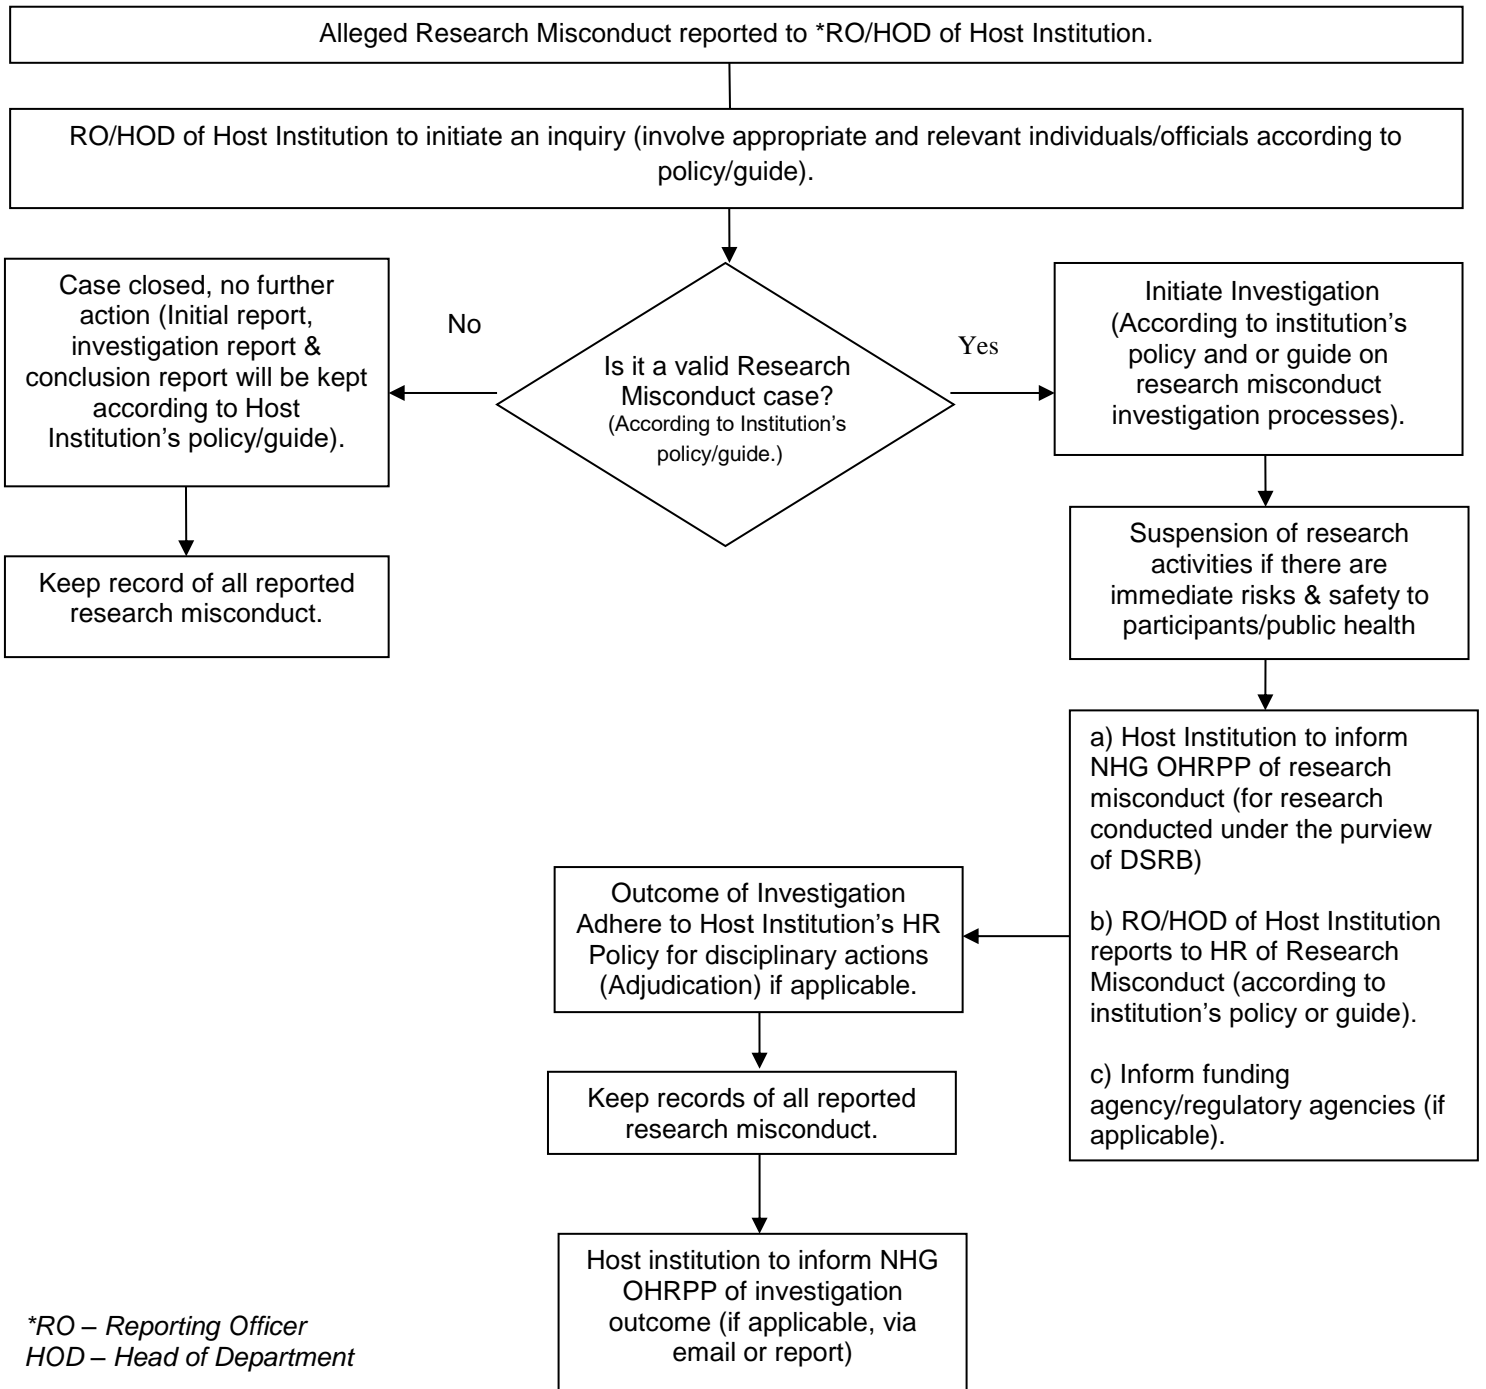 Alleged Research Misconduct reported to *RO/HOD of Host Institution.
RO/HOD of Host Institution to initiate an inquiry (involve appropriate and relevant individuals/officials according to
policy/guide).
Case closed, no further
action (Initial report,
investigation report &
conclusion report will be kept
according to Host
Institution’s policy/guide).
No
Is it a valid Research
Misconduct case?
(According to Institution’s
policy/guide.)
Yes
Initiate Investigation
(According to institution’s
policy and or guide on
research misconduct
investigation processes).
Keep record of all reported
research misconduct.
Suspension of research
activities if there are
immediate risks & safety to
participants/public health
a) Host Institution to inform
NHG OHRPP of research
misconduct (for research
conducted under the purview
of DSRB)
b) RO/HOD of Host Institution
reports to HR of Research
Misconduct (according to
institution’s policy or guide).
c) Inform funding
agency/regulatory agencies (if
applicable).
Outcome of Investigation
Adhere to Host Institution’s HR
Policy for disciplinary actions
(Adjudication) if applicable.
Keep records of all reported
research misconduct.
Host institution to inform NHG
OHRPP of investigation
outcome (if applicable, via
email or report)
*RO – Reporting Officer
HOD – Head of Department